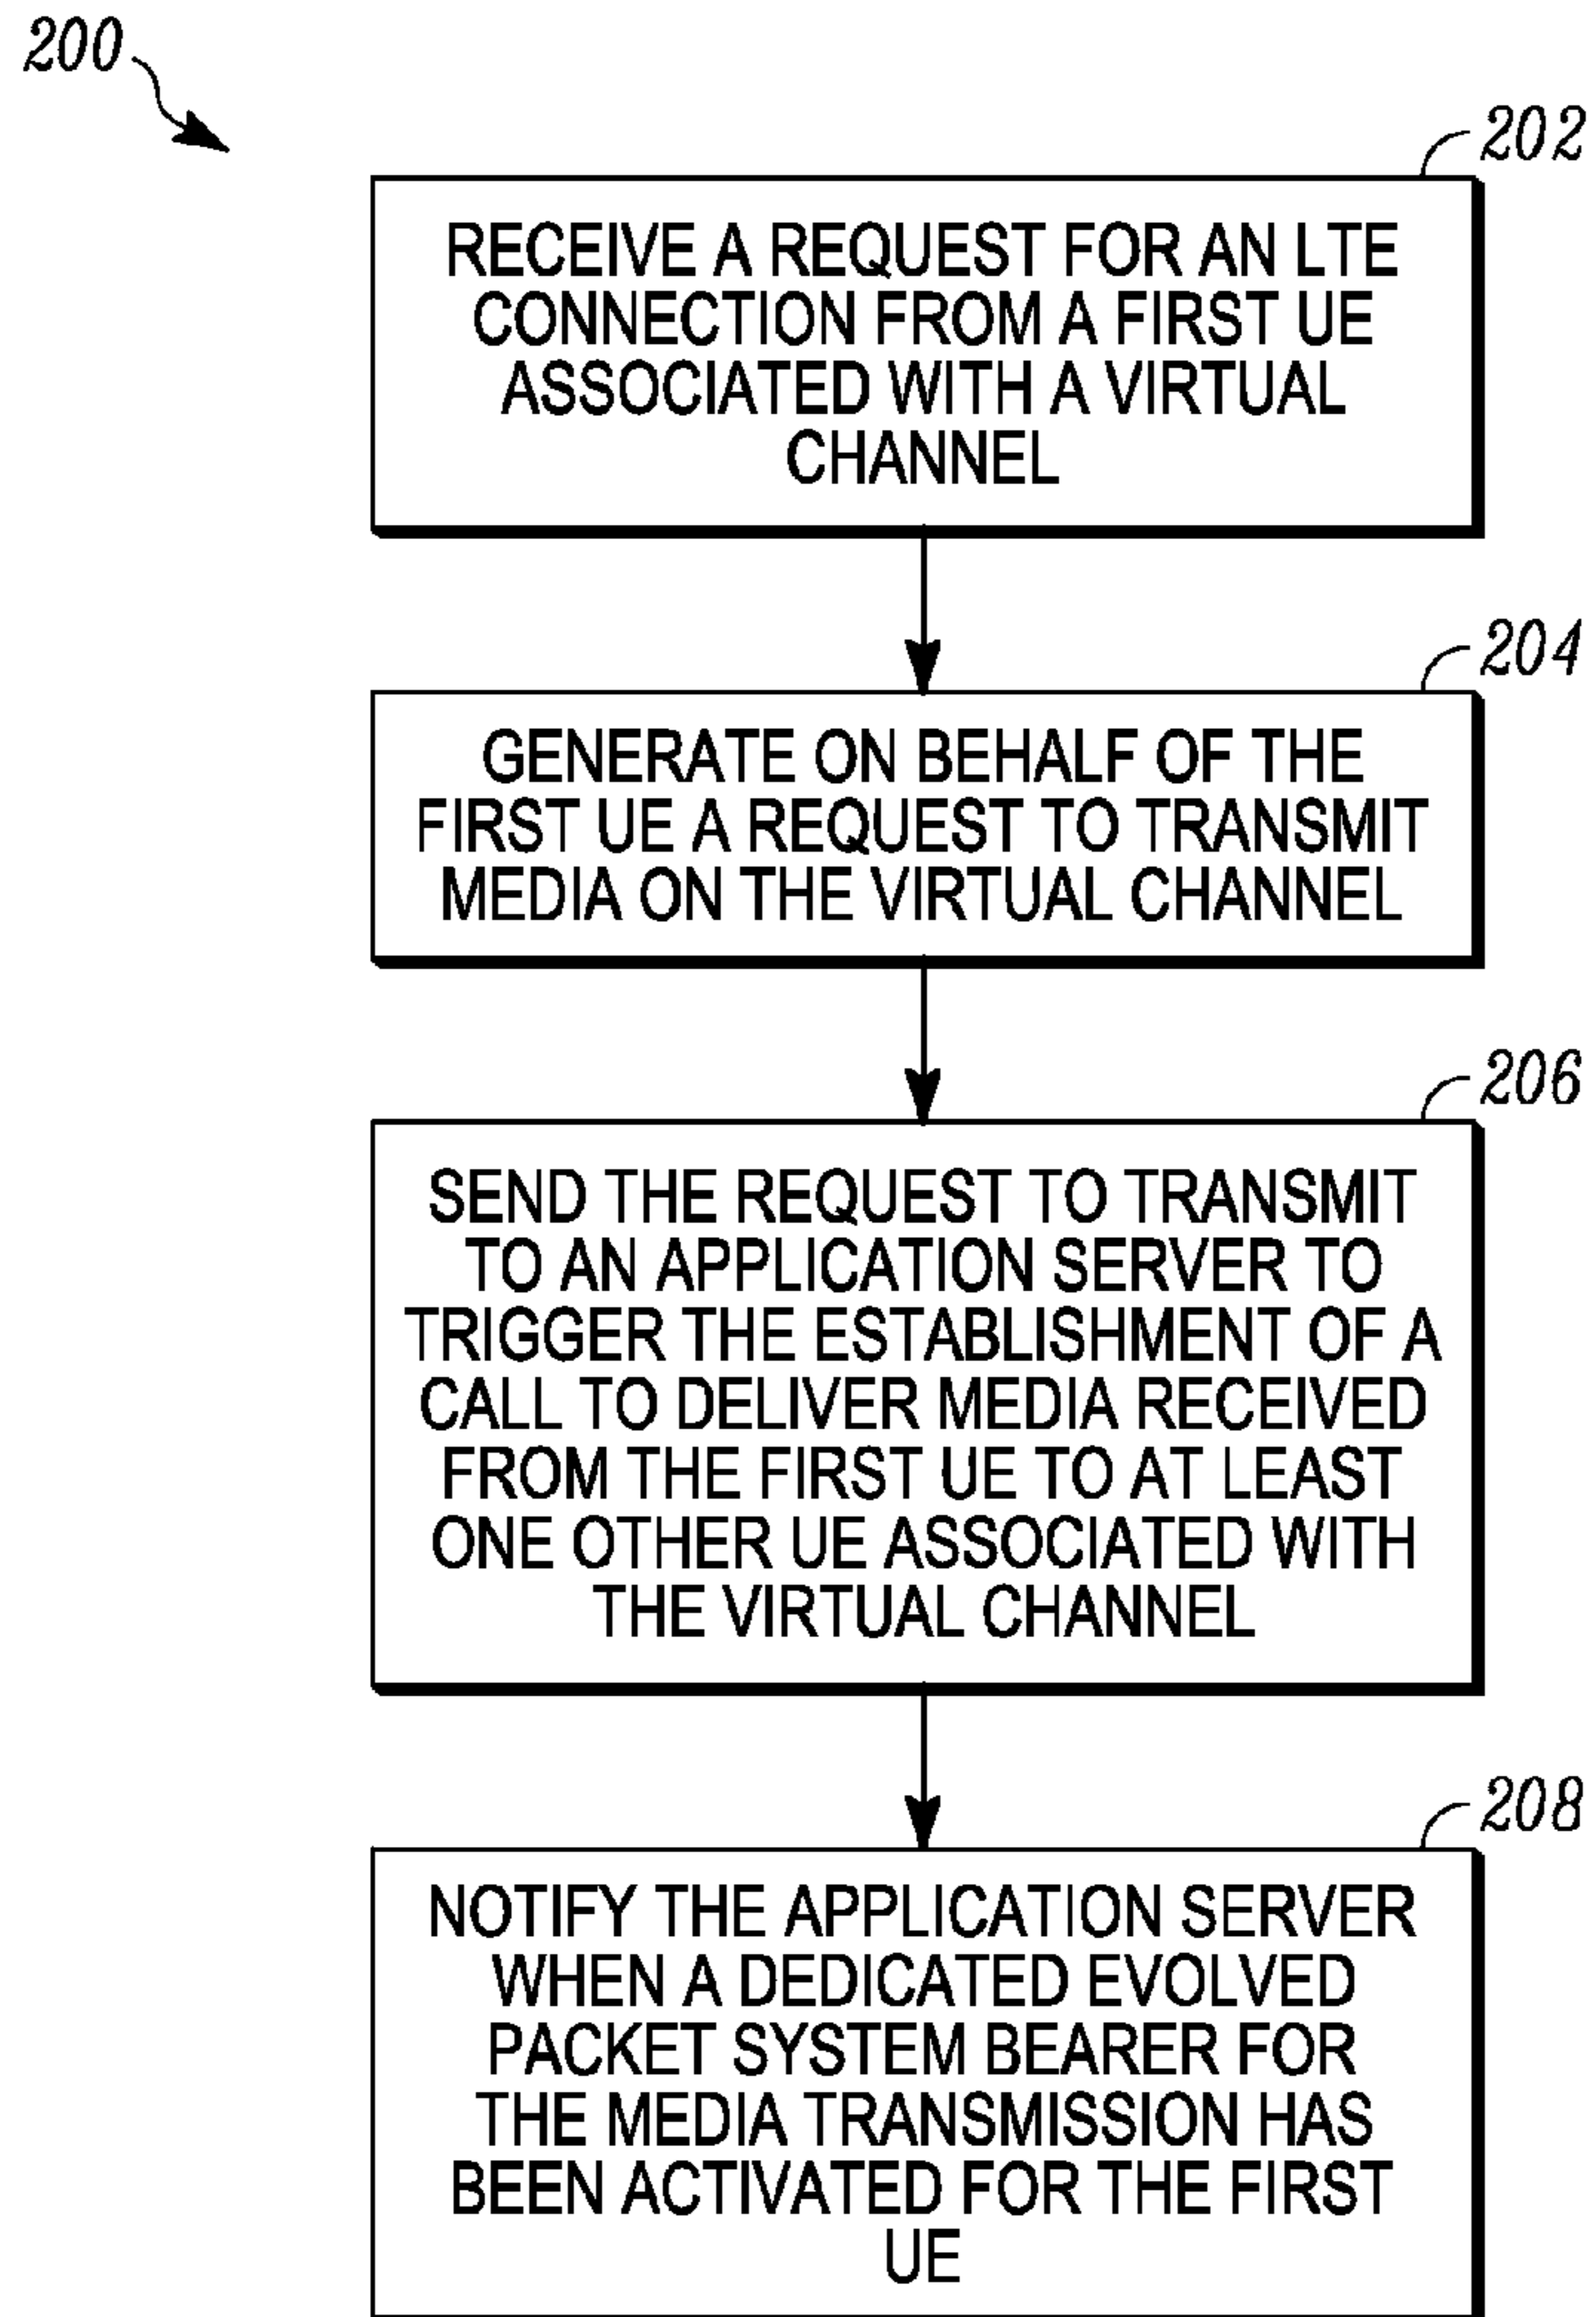 200
202
RECEIVE A REQUEST FOR AN LTE
CONNECTION FROM A FIRST UE
ASSOCIATED WITH A VIRTUAL
CHANNEL
204
GENERATE ON BEHALF OF THE
FIRST UE A REQUEST TO TRANSMIT
MEDIA ON THE VIRTUAL CHANNEL
206
SEND THE REQUEST TO TRANSMIT
TO AN APPLICATION SERVER TO
TRIGGER THE ESTABLISHMENT OF A
CALL TO DELIVER MEDIA RECEIVED
FROM THE FIRST UE TO AT LEAST
ONE OTHER UE ASSOCIATED WITH
THE VIRTUAL CHANNEL
208
NOTIFY THE APPLICATION SERVER
WHEN A DEDICATED EVOLVED
PACKET SYSTEM BEARER FOR
THE MEDIA TRANSMISSION HAS
BEEN ACTIVATED FOR THE FIRST
UE